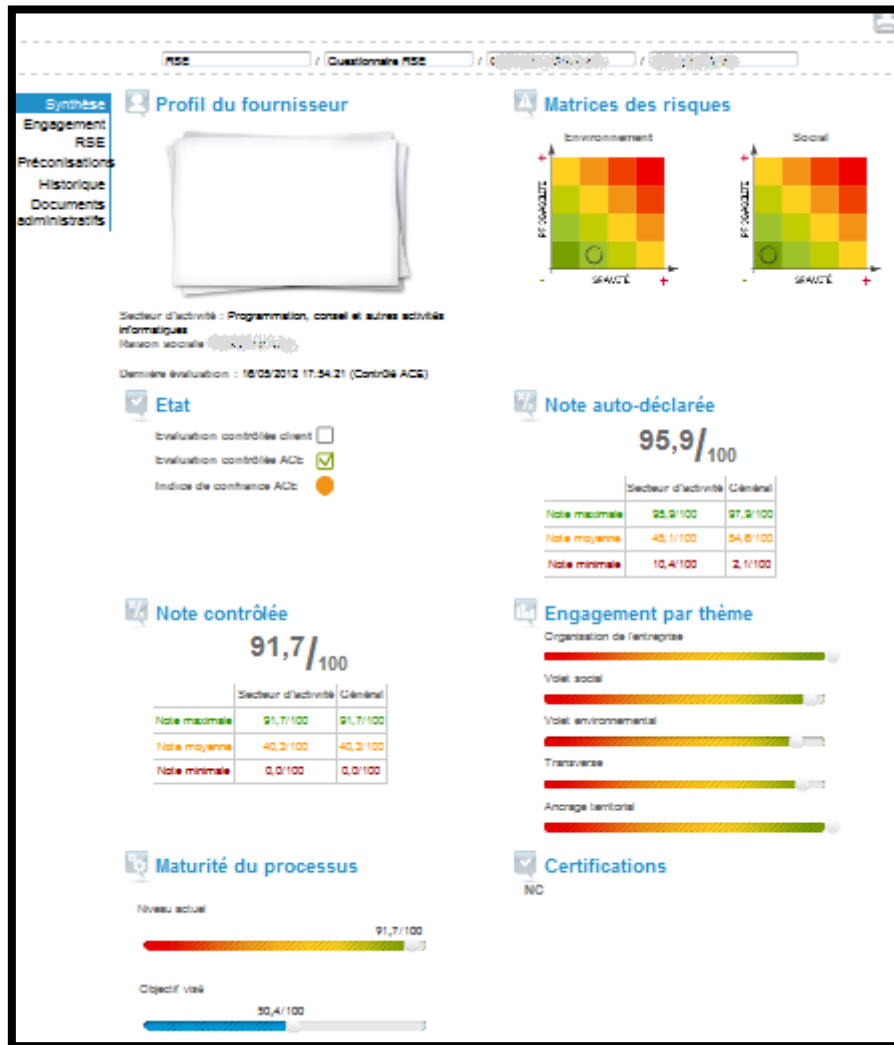 RSE / Questionnaire RSE / /
Synthèse
Engagement
RSE
Préconisations
Historique
Documents
administratifs
Profil du fournisseur
Secteur d'activité : Programmation, conseil et autres activités
informatiques
Raison sociale
Dernière évaluation : 16/05/2012 17:54:21 (Contrôlé ACE)
Matrices des risques
Environnement
Social
+
+
PROBABILITÉ
PROBABILITÉ
- GRAVITÉ +
- GRAVITÉ +
Etat
Evaluation contrôlée client
Evaluation contrôlée ACE
Indice de confiance ACE
Note auto-déclarée
95,9/100
Secteur d'activité Général
Note maximale 95,9/100 97,9/100
Note moyenne 45,1/100 54,6/100
Note minimale 10,4/100 2,1/100
Note contrôlée
91,7/100
Secteur d'activité Général
Note maximale 91,7/100 91,7/100
Note moyenne 40,3/100 40,3/100
Note minimale 0,0/100 0,0/100
Engagement par thème
Organisation de l'entreprise
Volet social
Volet environnemental
Transverse
Ancrage territorial
Maturité du processus
Niveau actuel
91,7/100
Objectif visé
50,4/100
Certifications
NC